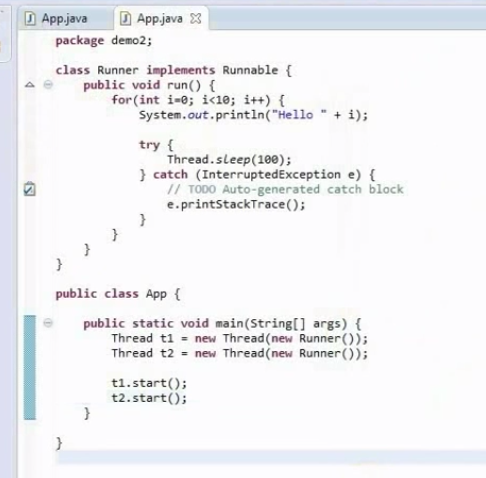 App.java App.java
package demo2;
class Runner implements Runnable {
public void run() {
for(int i=0; i<10; i++) {
System.out.println("Hello " + i);
try {
Thread.sleep(100);
} catch (InterruptedException e) {
// TODO Auto-generated catch block
e.printStackTrace();
}
}
}
}
public class App {
public static void main(String[] args) {
Thread t1 = new Thread(new Runner());
Thread t2 = new Thread(new Runner());
t1.start();
t2.start();
}
}